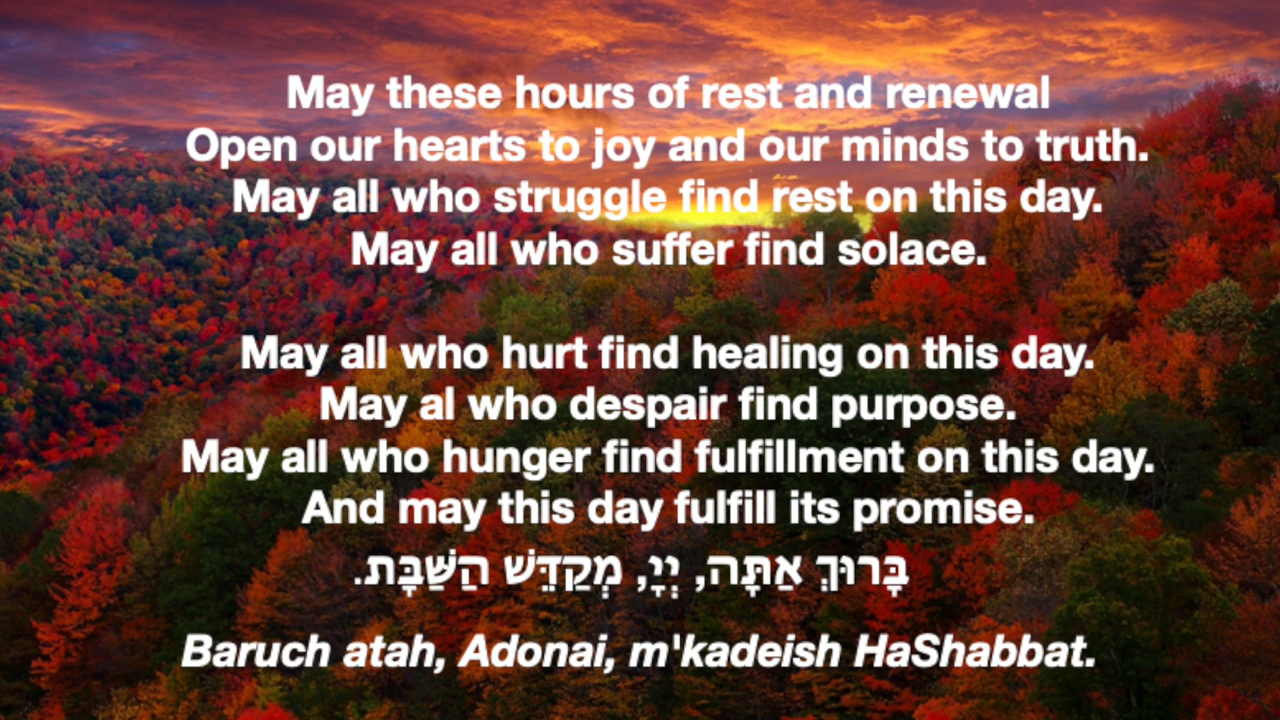 May these hours of rest and renewal
Open our hearts to joy and our minds to truth.
May all who struggle find rest on this day.
May all who suffer find solace.
May all who hurt find healing on this day.
May al who despair find purpose.
May all who hunger find fulfillment on this day.
And may this day fulfill its promise.
בָּרוּךְ אַתָּה, יְיָ, מְקַדֵּשׁ הַשַּׁבָּת.
Baruch atah, Adonai, m'kadeish HaShabbat.